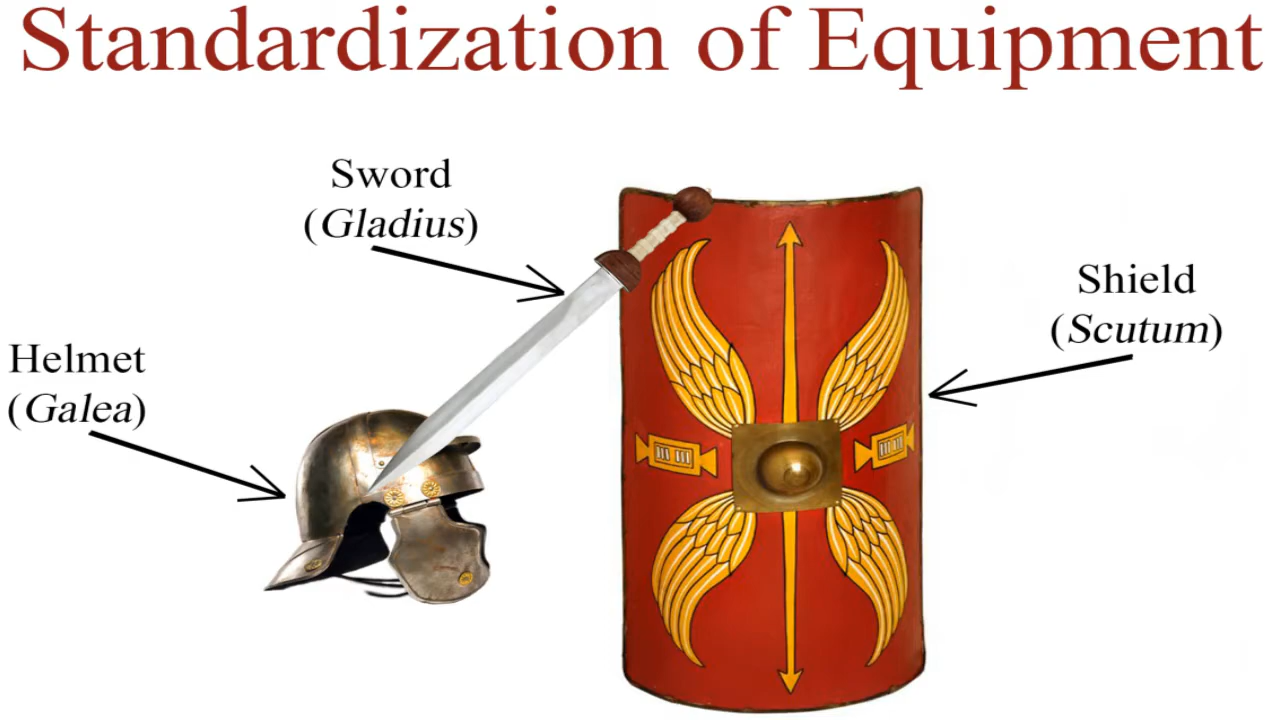 Standardization of Equipment
Sword
(Gladius)
Shield
(Scutum)
Helmet
(Galea)